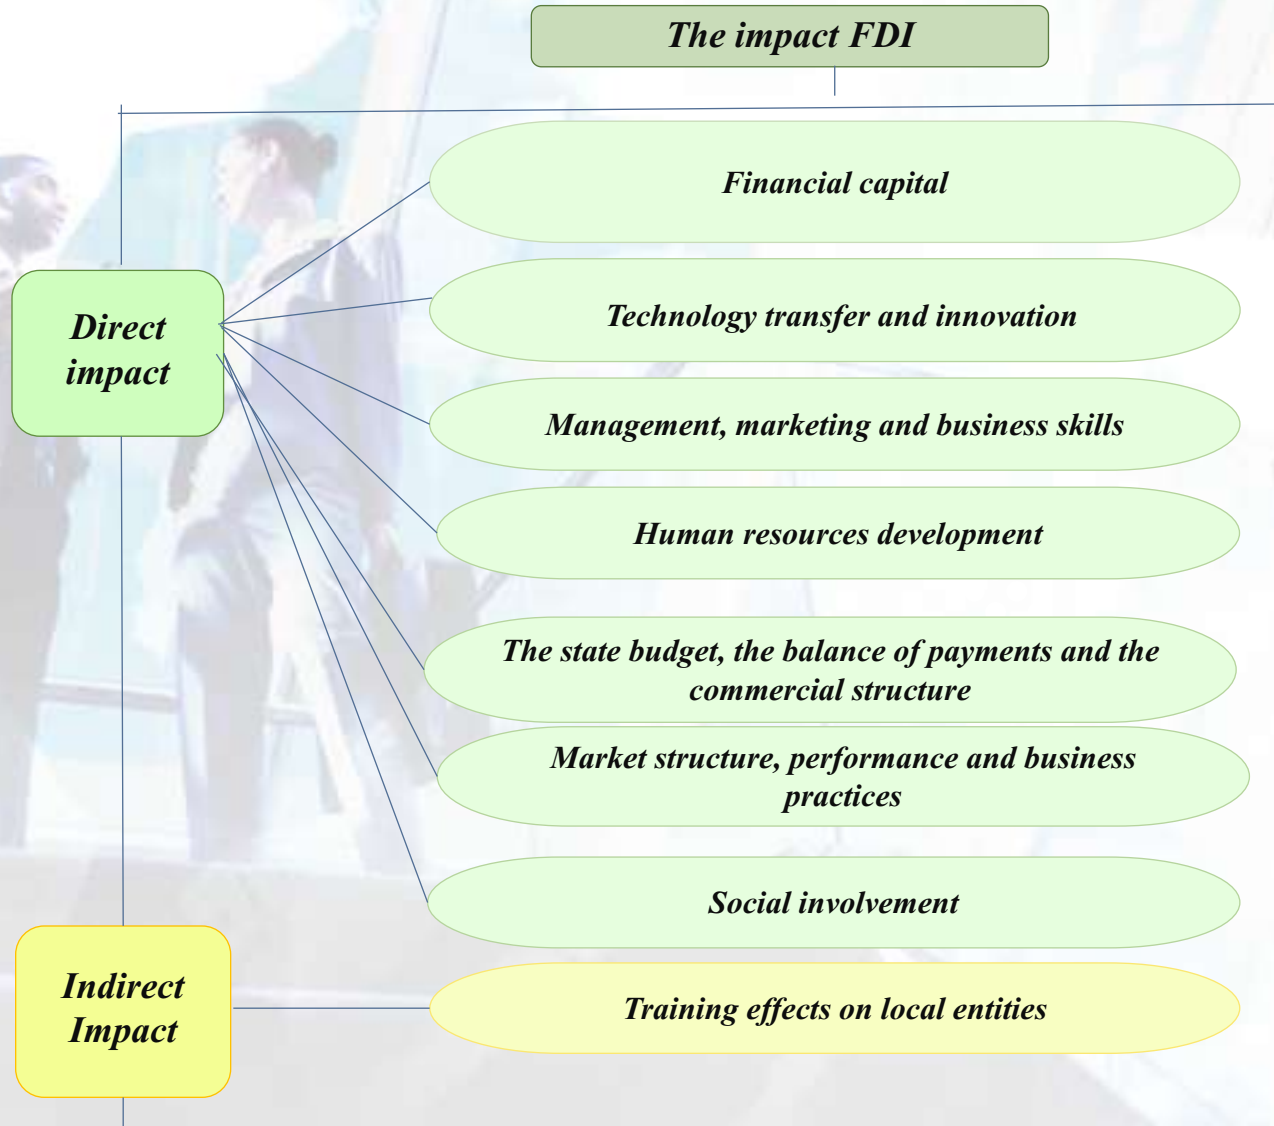 The impact FDI
Financial capital
Direct
impact
Technology transfer and innovation
Management, marketing and business skills
Human resources development
The state budget, the balance of payments and the
commercial structure
Market structure, performance and business
practices
Social involvement
Indirect
Impact
Training effects on local entities